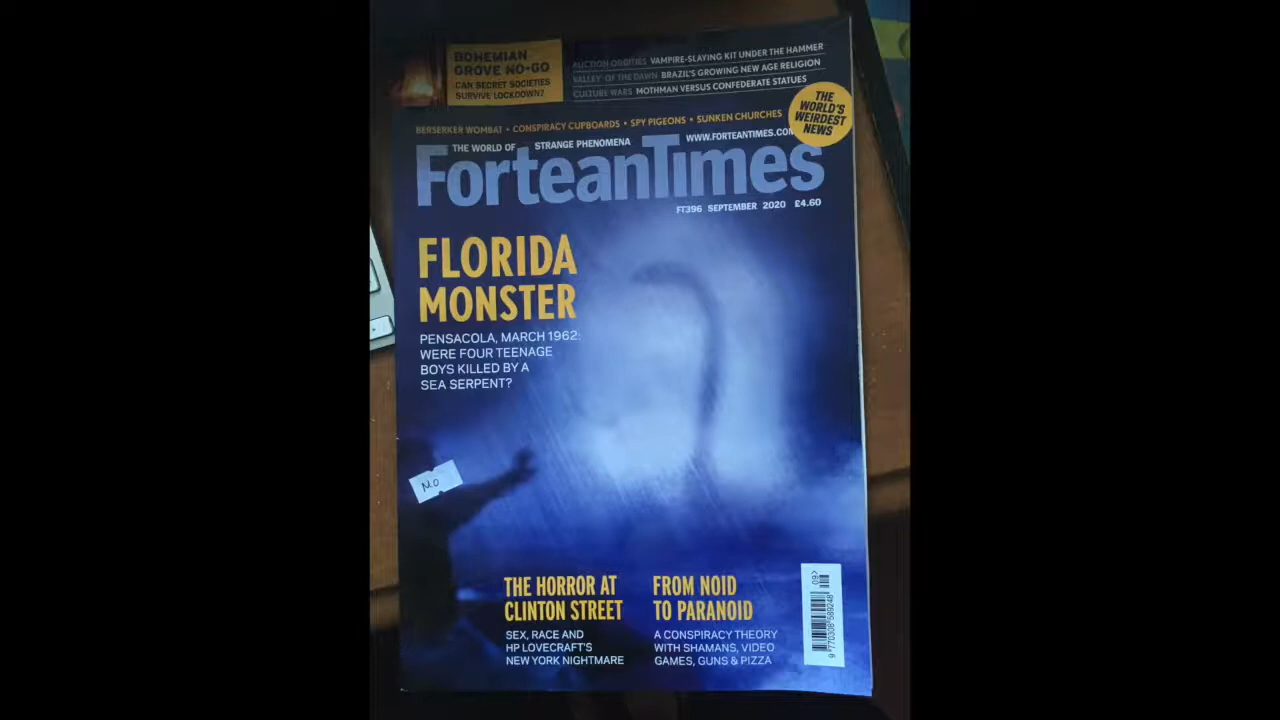 BOHEMIAN
GROVE NO-GO
CAN SECRET SOCIETIES
SURVIVE LOCKDOWN?
AUCTION ODDITIES VAMPIRE-SLAYING KIT UNDER THE HAMMER
VALLEY OF THE DAWN BRAZIL'S GROWING NEW AGE RELIGION
CULTURE WARS MOTHMAN VERSUS CONFEDERATE STATUES
THE
WORLD'S
WEIRDEST
NEWS
BERSERKER WOMBAT • CONSPIRACY CUPBOARDS • SPY PIGEONS • SUNKEN CHURCHES
THE WORLD OF STRANGE PHENOMENA WWW.FORTEANTIMES.COM
ForteanTimes
FT396 SEPTEMBER 2020 £4.60
FLORIDA
MONSTER
PENSACOLA, MARCH 1962:
WERE FOUR TEENAGE
BOYS KILLED BY A
SEA SERPENT?
M.O
THE HORROR AT
CLINTON STREET
SEX, RACE AND
HP LOVECRAFT'S
NEW YORK NIGHTMARE
FROM NOID
TO PARANOID
A CONSPIRACY THEORY
WITH SHAMANS, VIDEO
GAMES, GUNS & PIZZA
09>
9 770308 589248